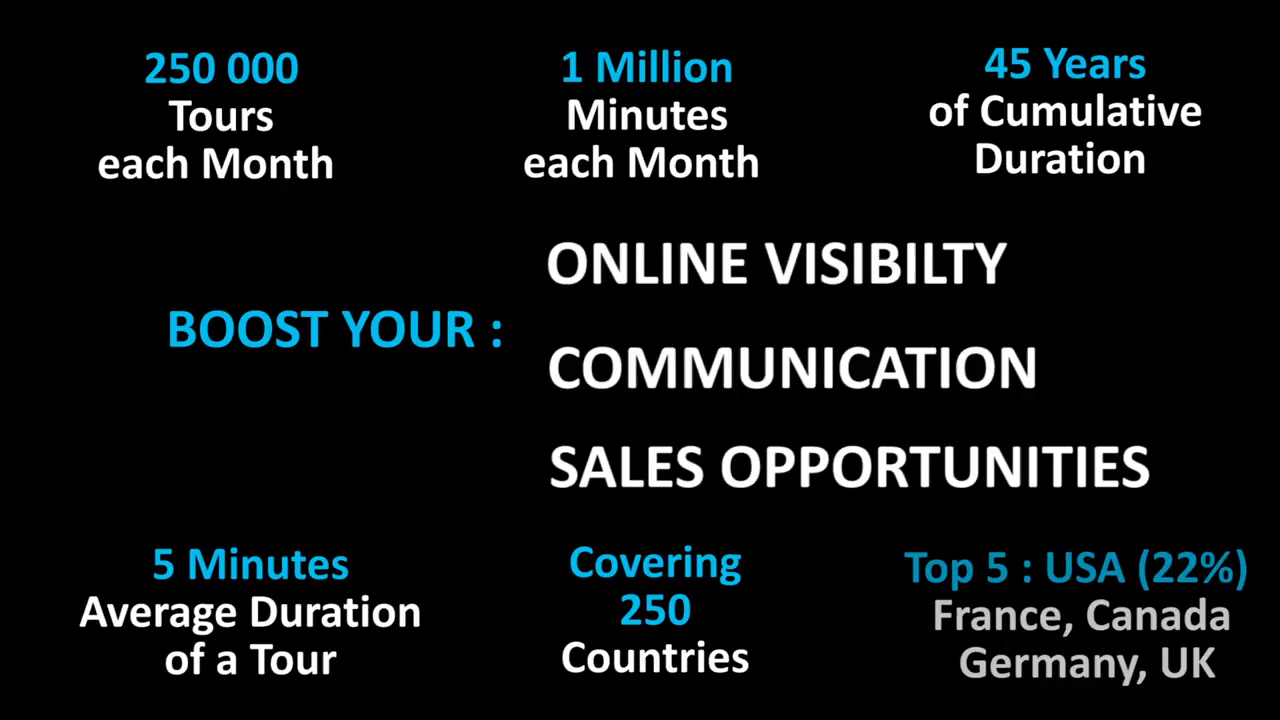 250 000
Tours
each Month
1 Million
Minutes
each Month
45 Years
of Cumulative
Duration
BOOST YOUR :
ONLINE VISIBILTY
COMMUNICATION
SALES OPPORTUNITIES
5 Minutes
Average Duration
of a Tour
Covering
250
Countries
Top 5 : USA (22%)
France, Canada
Germany, UK